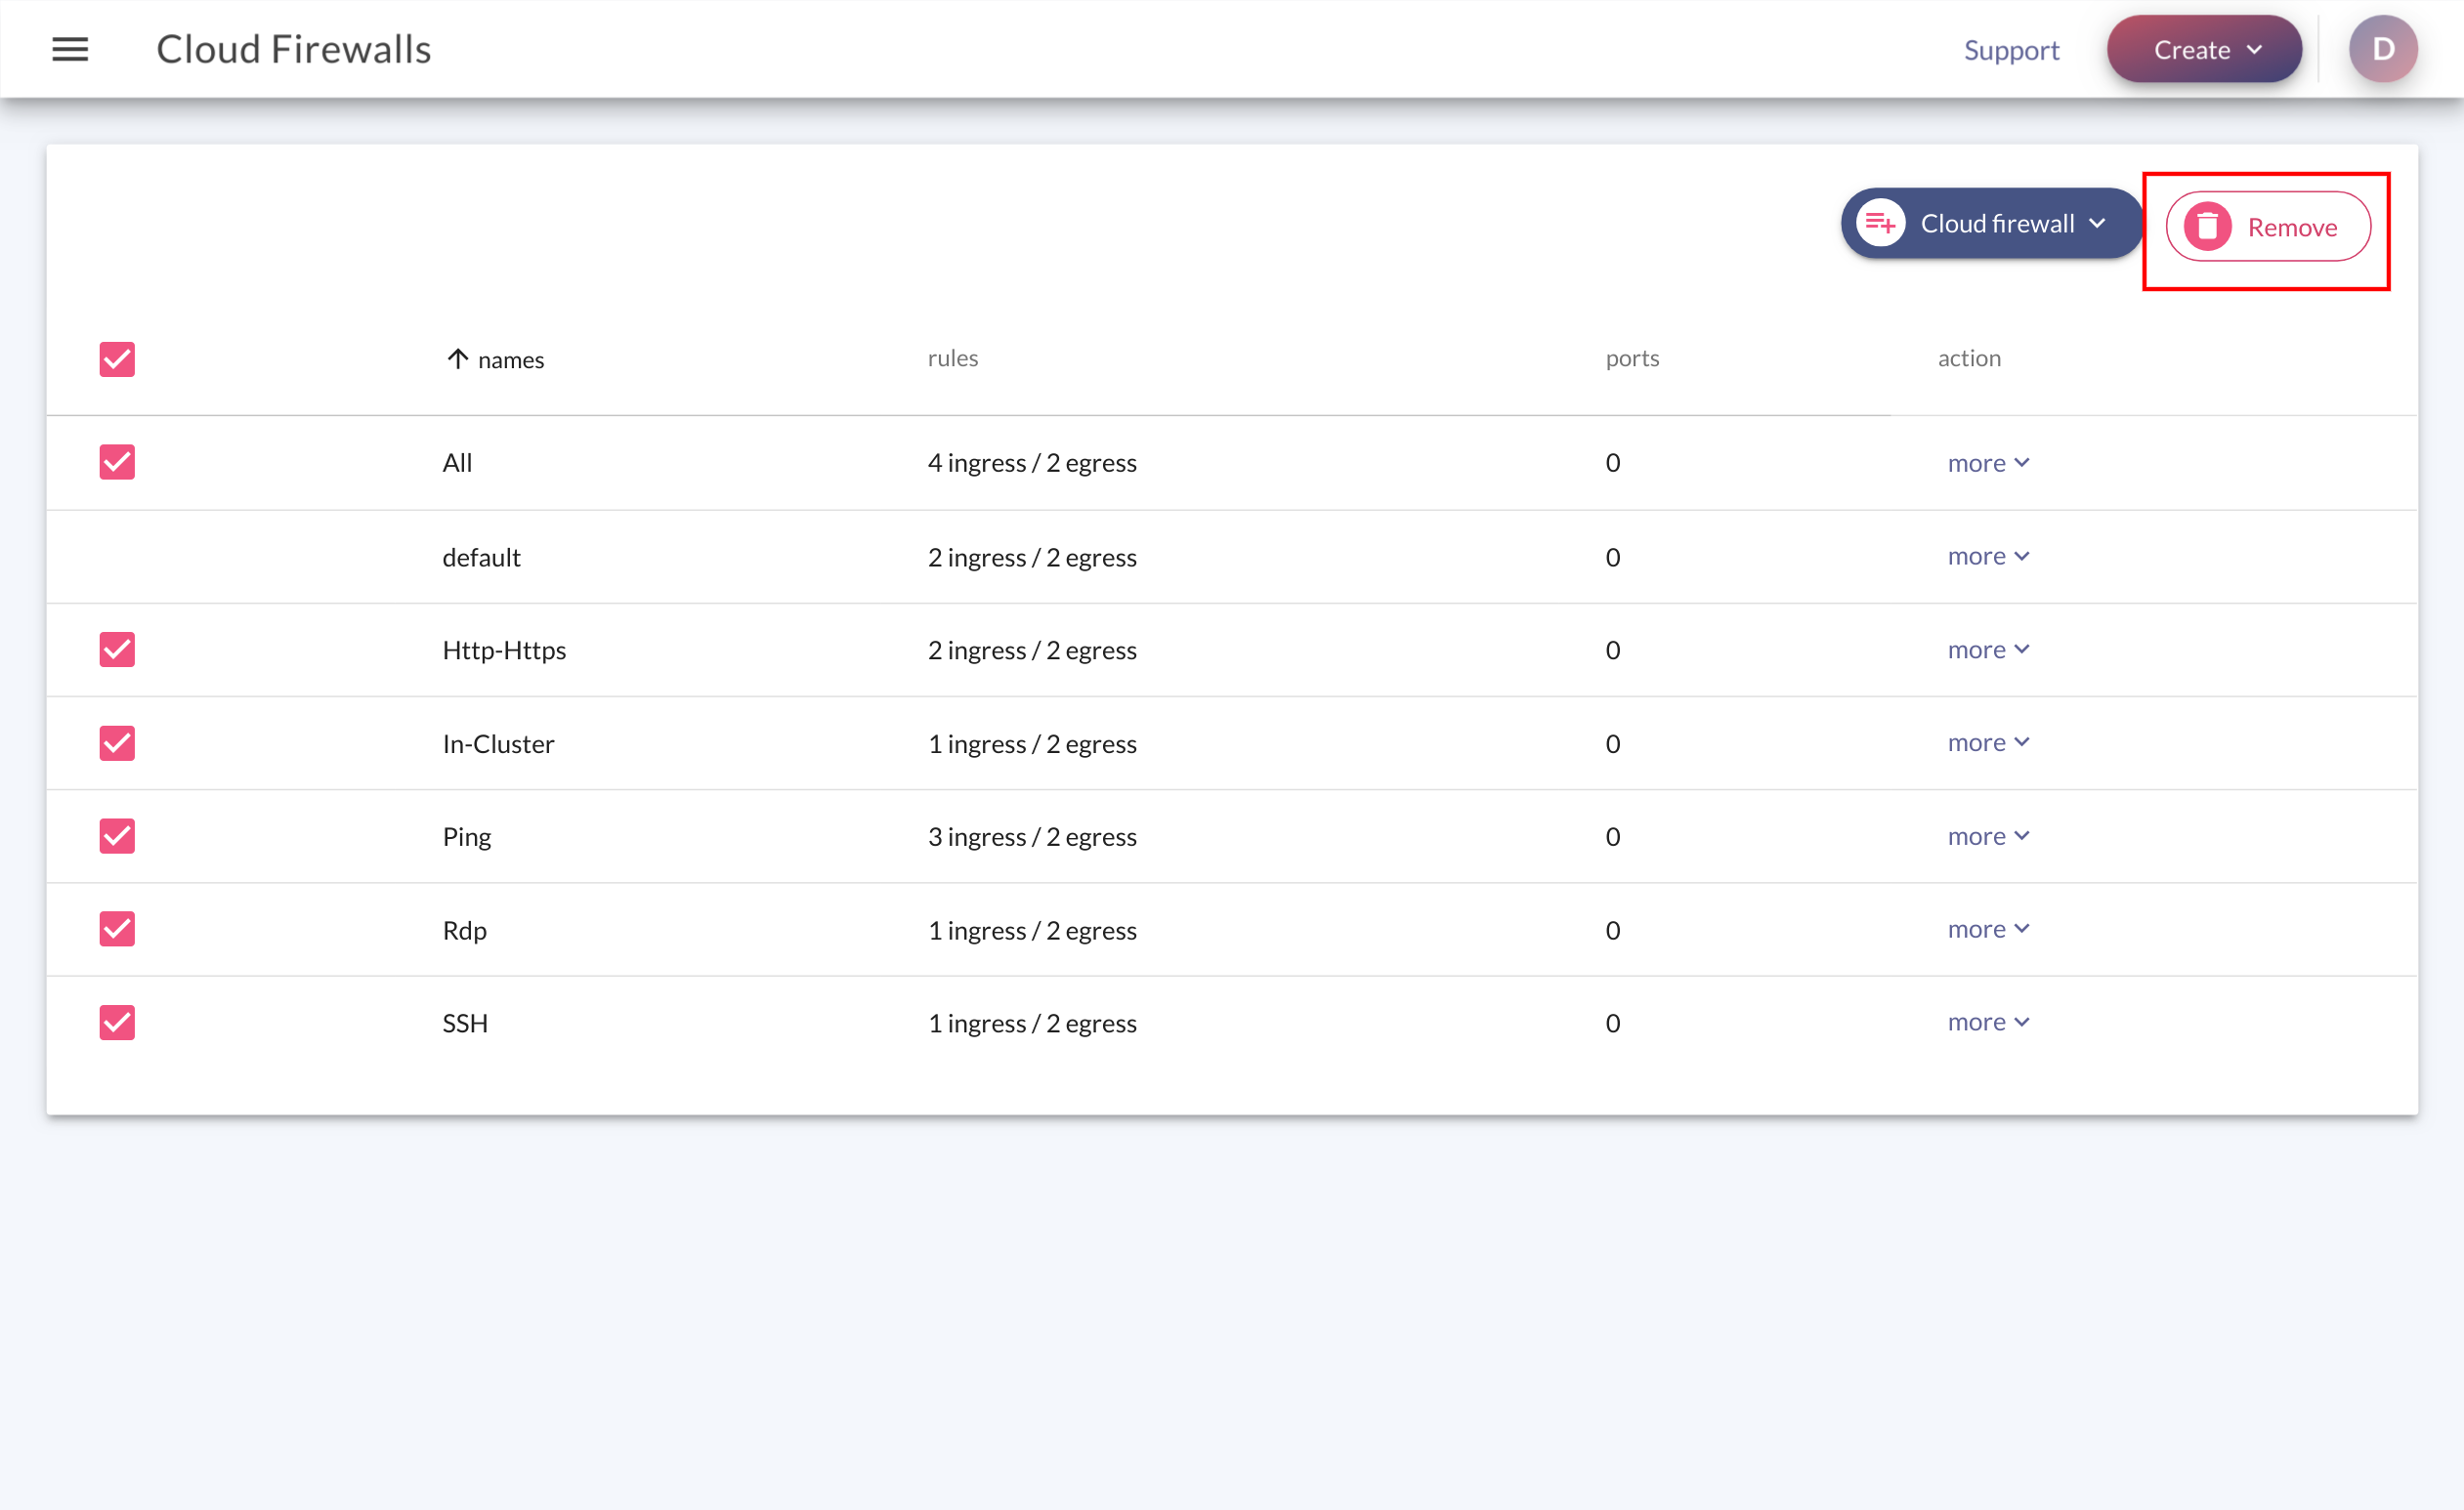 Cloud Firewalls
Support
Create
D
Cloud firewall
Remove
names rules ports action
All 4 ingress / 2 egress 0 more
default 2 ingress / 2 egress 0 more
Http-Https 2 ingress / 2 egress 0 more
In-Cluster 1 ingress / 2 egress 0 more
Ping 3 ingress / 2 egress 0 more
Rdp 1 ingress / 2 egress 0 more
SSH 1 ingress / 2 egress 0 more